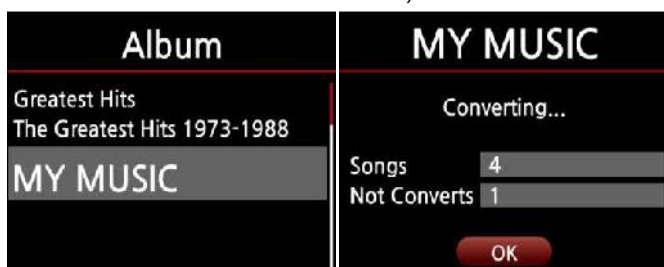 Album
Greatest Hits
The Greatest Hits 1973-1988
MY MUSIC
MY MUSIC
Converting...
Songs 4
Not Converts 1
OK